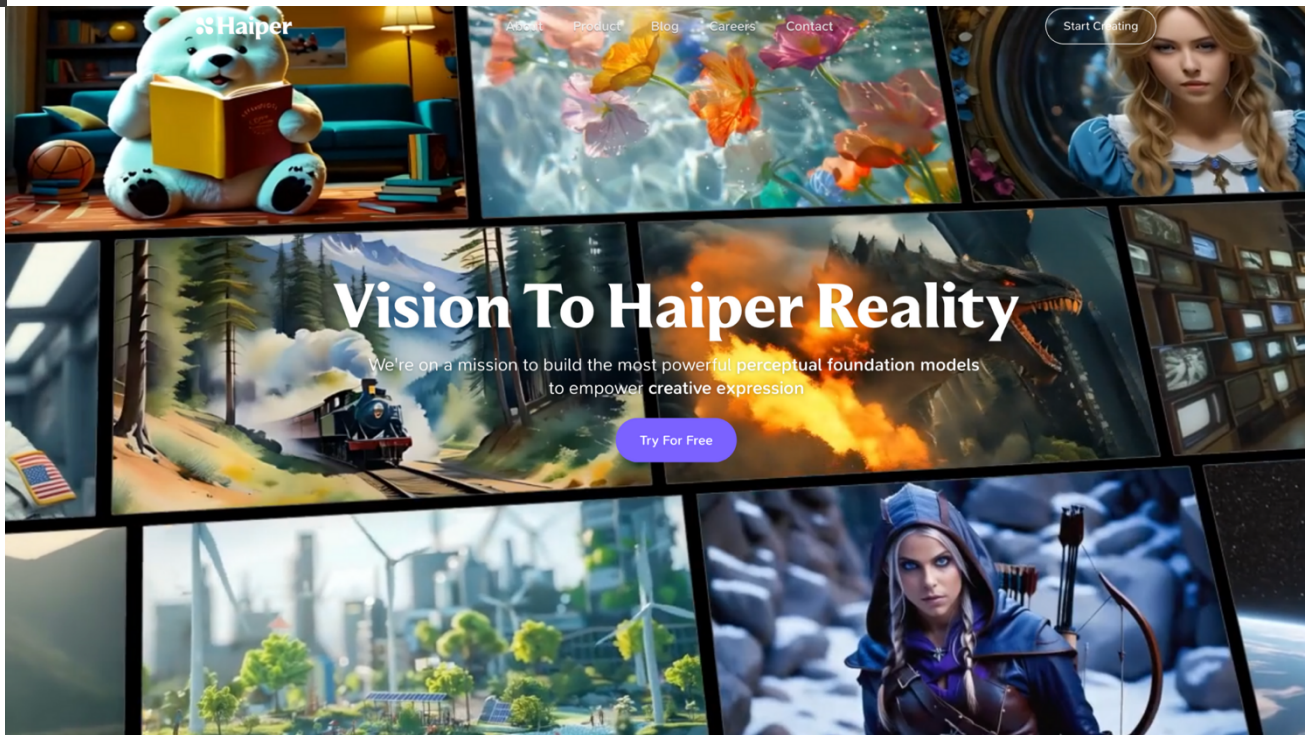 Haiper
About
Product
Blog
Careers
Contact
Start Creating
Vision To Haiper Reality
We're on a mission to build the most powerful perceptual foundation models
to empower creative expression
Try For Free